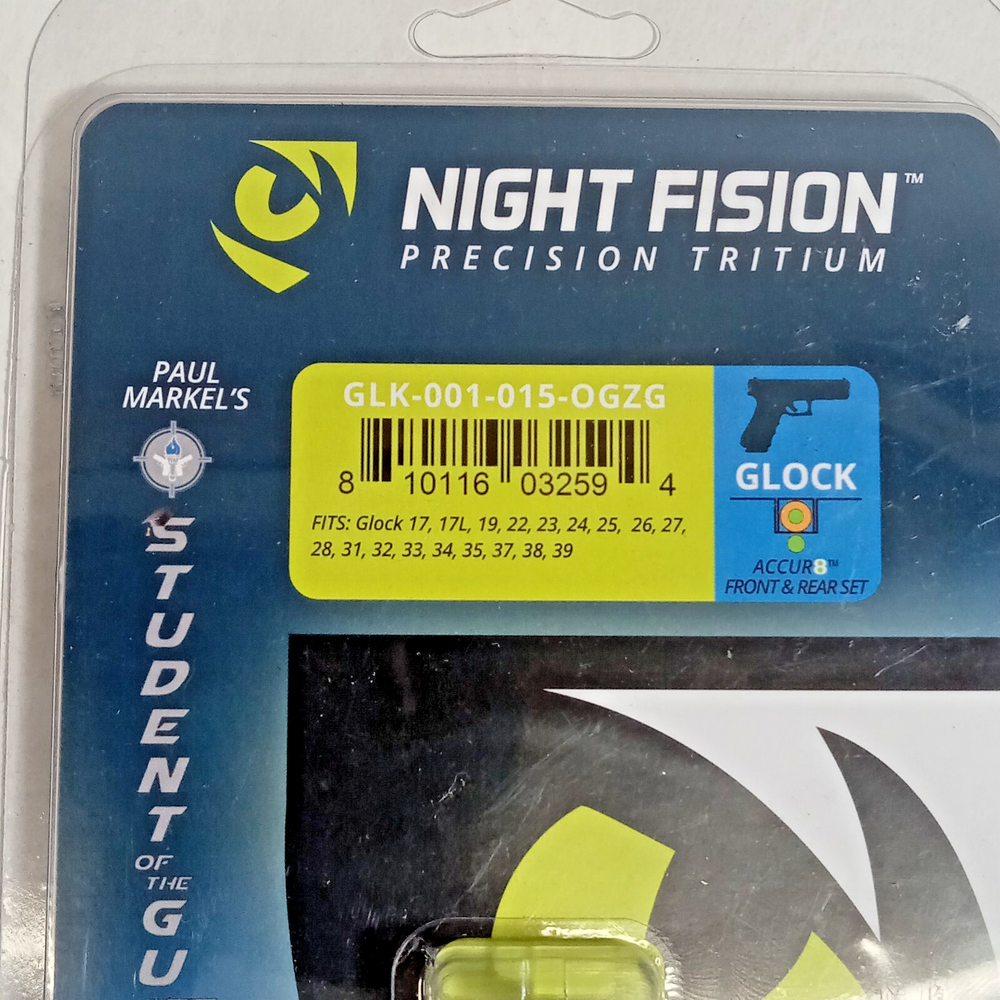 NIGHT FISION™
PRECISION TRITIUM
PAUL
MARKEL'S
STUDENT
OF
THE
GU
GLK-001-015-OGZG
8 10116 03259 4
FITS: Glock 17, 17L, 19, 22, 23, 24, 25, 26, 27,
28, 31, 32, 33, 34, 35, 37, 38, 39
GLOCK
ACCUR8™
FRONT & REAR SET